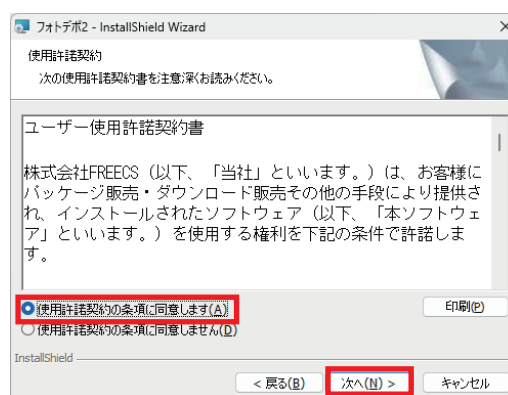 フォトデポ2 - InstallShield Wizard
使用許諾契約
次の使用許諾契約書を注意深くお読みください。
ユーザー使用許諾契約書
株式会社FREECS（以下、「当社」といいます。）は、お客様に
パッケージ販売・ダウンロード販売その他の手段により提供さ
れ、インストールされたソフトウェア（以下、「本ソフトウェ
ア」といいます。）を使用する権利を下記の条件で許諾しま
す。
使用許諾契約の条項に同意します(A)
印刷(P)
使用許諾契約の条項に同意しません(D)
InstallShield
< 戻る(B)
次へ(N) >
キャンセル